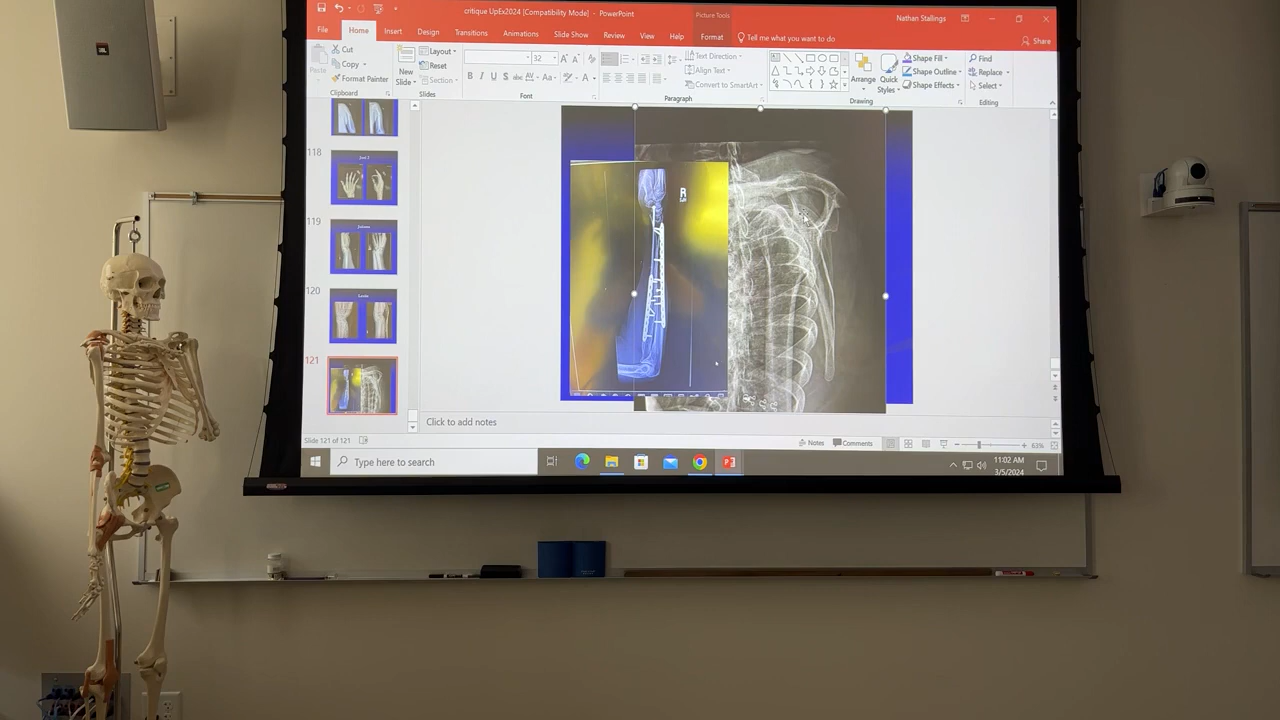 critique UpEx2024 [Compatibility Mode] - PowerPoint
Picture Tools
Nathan Stallings
File Home Insert Design Transitions Animations Slide Show Review View Help Format Tell me what you want to do
Share
Paste
Cut
Copy
Format Painter
Clipboard
New
Slide
Layout
Reset
Section
Slides
32
Font
Text Direction
Align Text
Convert to SmartArt
Paragraph
Arrange
Quick
Styles
Shape Fill
Shape Outline
Shape Effects
Drawing
Find
Replace
Select
Editing
118
119
120
121
R
Click to add notes
Slide 121 of 121
Notes
Comments
63%
Type here to search
11:02 AM
3/5/2024
JBL